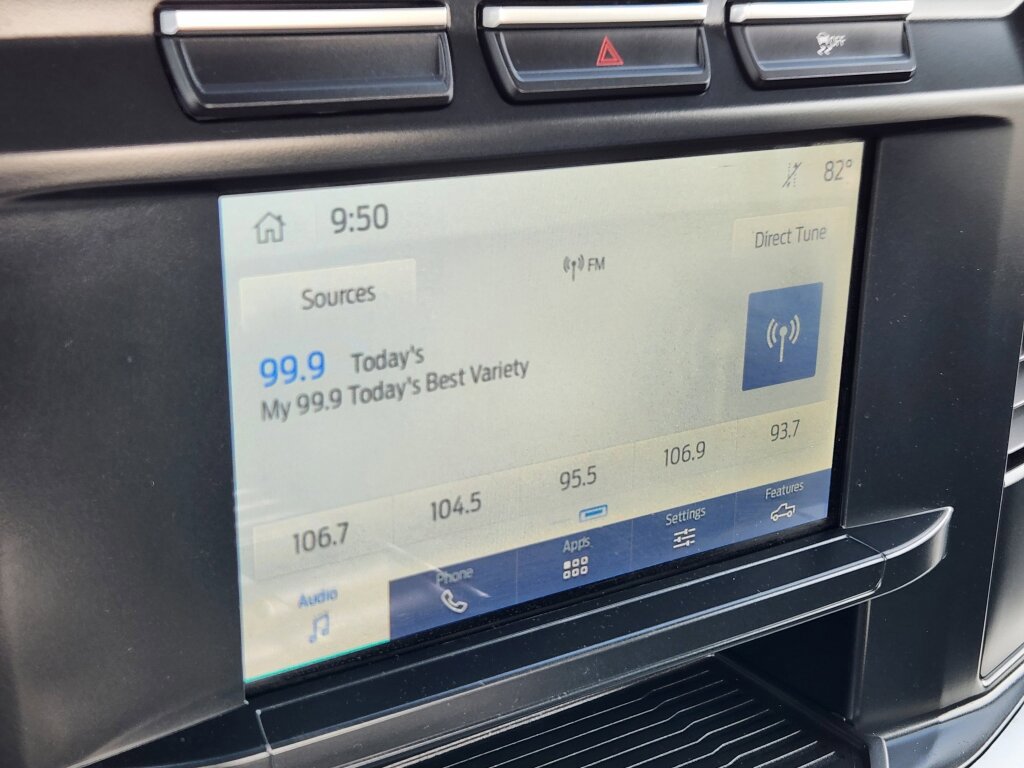 OFF
9:50
82°
Direct Tune
FM
Sources
99.9 Today's
My 99.9 Today's Best Variety
106.7 104.5 95.5 106.9 93.7
Audio Phone Apps Settings Features